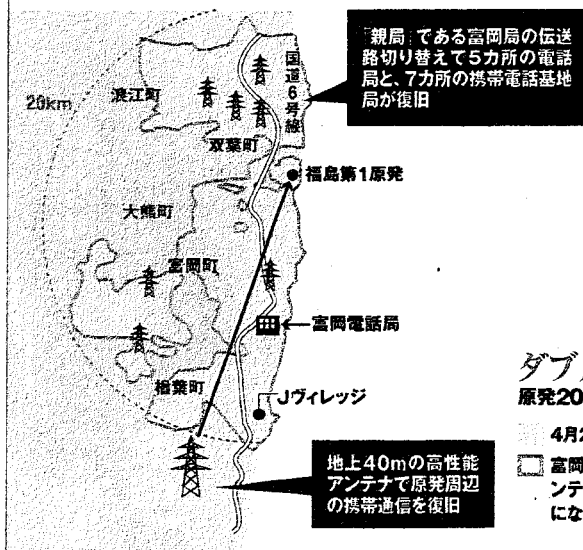 「親局」である富岡局の伝送
路切り替えて5カ所の電話
局と、7カ所の携帯電話基地
局が復旧
国道6号線
20km
浪江町
双葉町
福島第1原発
大熊町
富岡町
富岡電話局
楢葉町
Jヴィレッジ
地上40mの高性能
アンテナで原発周辺
の携帯通信を復旧
ダブ
原発20
4月2
富岡
ンテ
にな